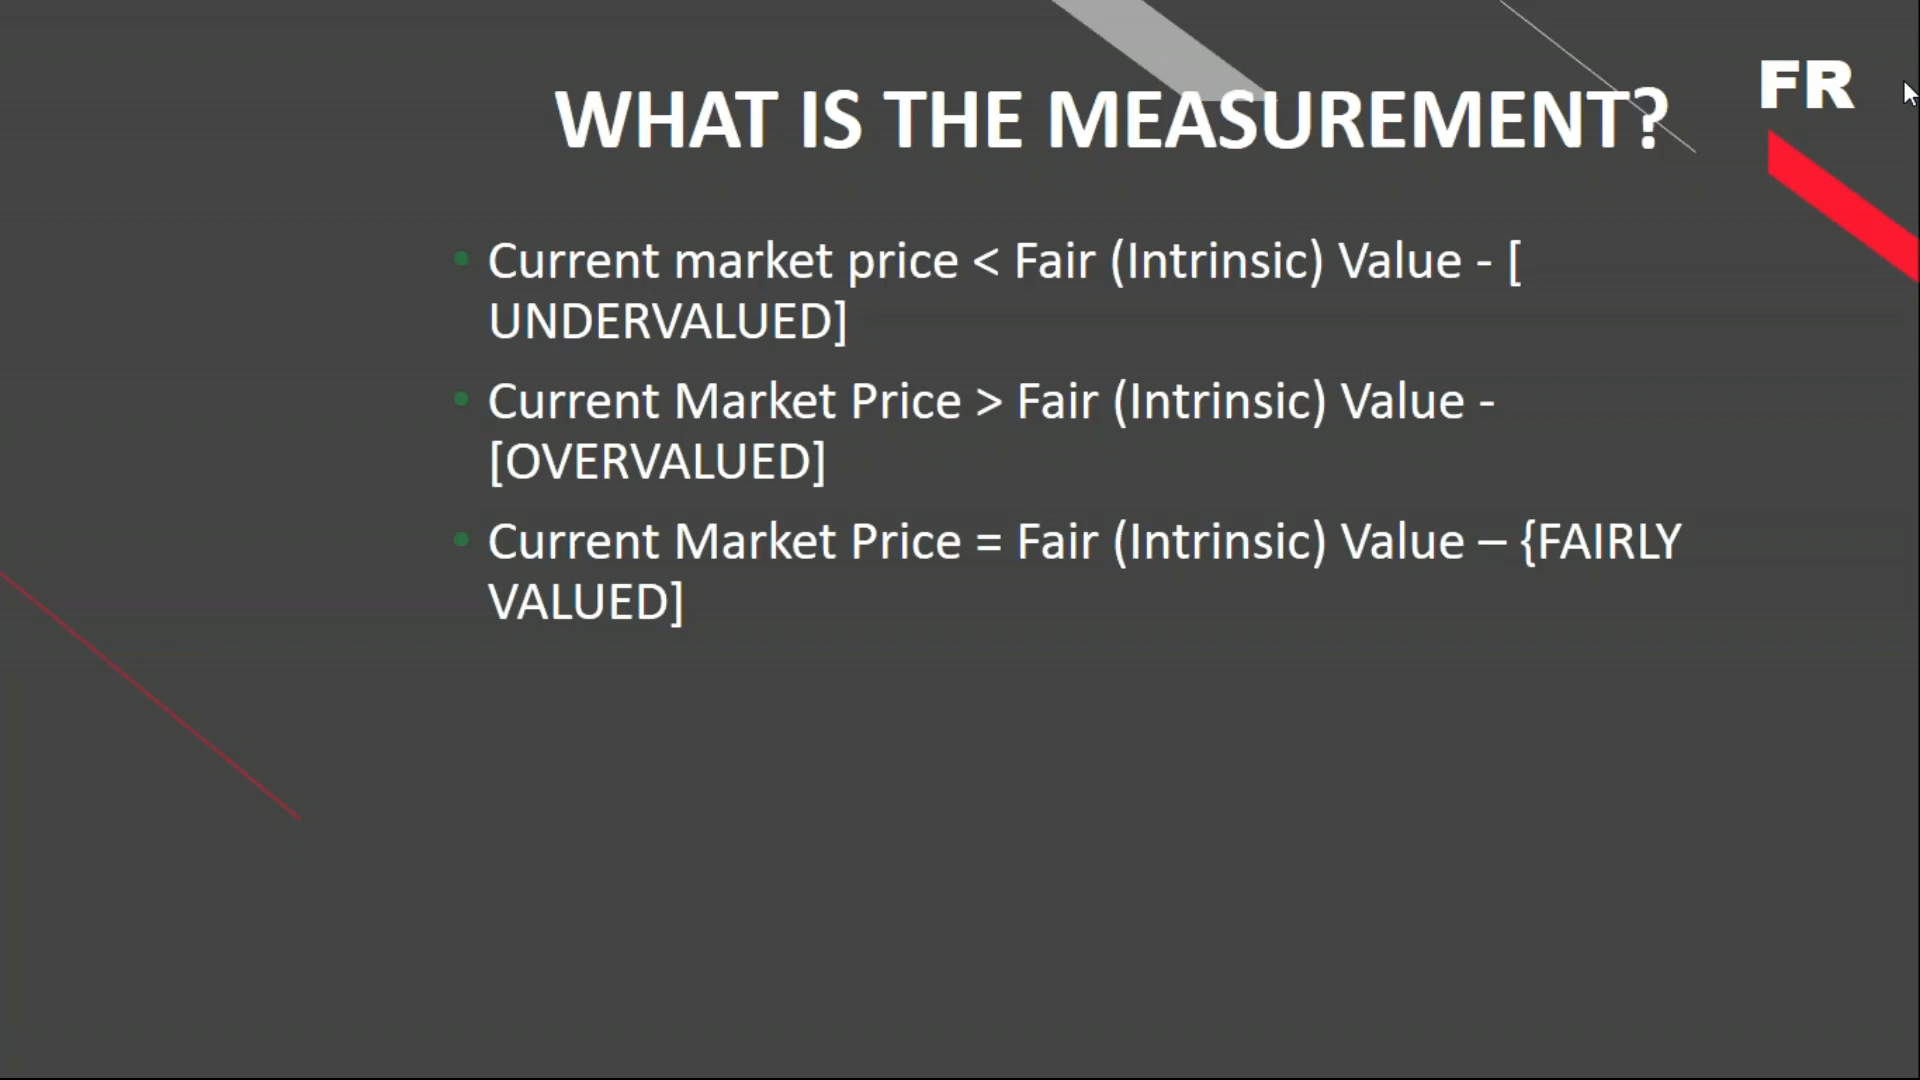 WHAT IS THE MEASUREMENT?
FR
• Current market price < Fair (Intrinsic) Value - [
UNDERVALUED]
• Current Market Price > Fair (Intrinsic) Value -
[OVERVALUED]
• Current Market Price = Fair (Intrinsic) Value – {FAIRLY
VALUED]